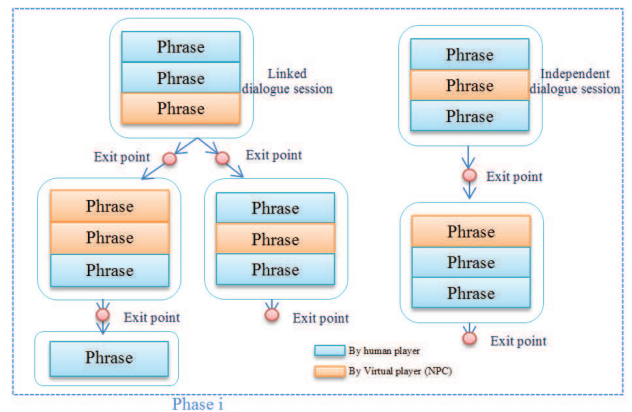 Phrase
Phrase
Phrase
Linked
dialogue session
Phrase
Phrase
Phrase
Independent
dialogue session
Exit point
Exit point
Exit point
Phrase
Phrase
Phrase
Phrase
Phrase
Phrase
Phrase
Phrase
Phrase
Exit point
Exit point
Exit point
Phrase
By human player
By Virtual player (NPC)
Phase i